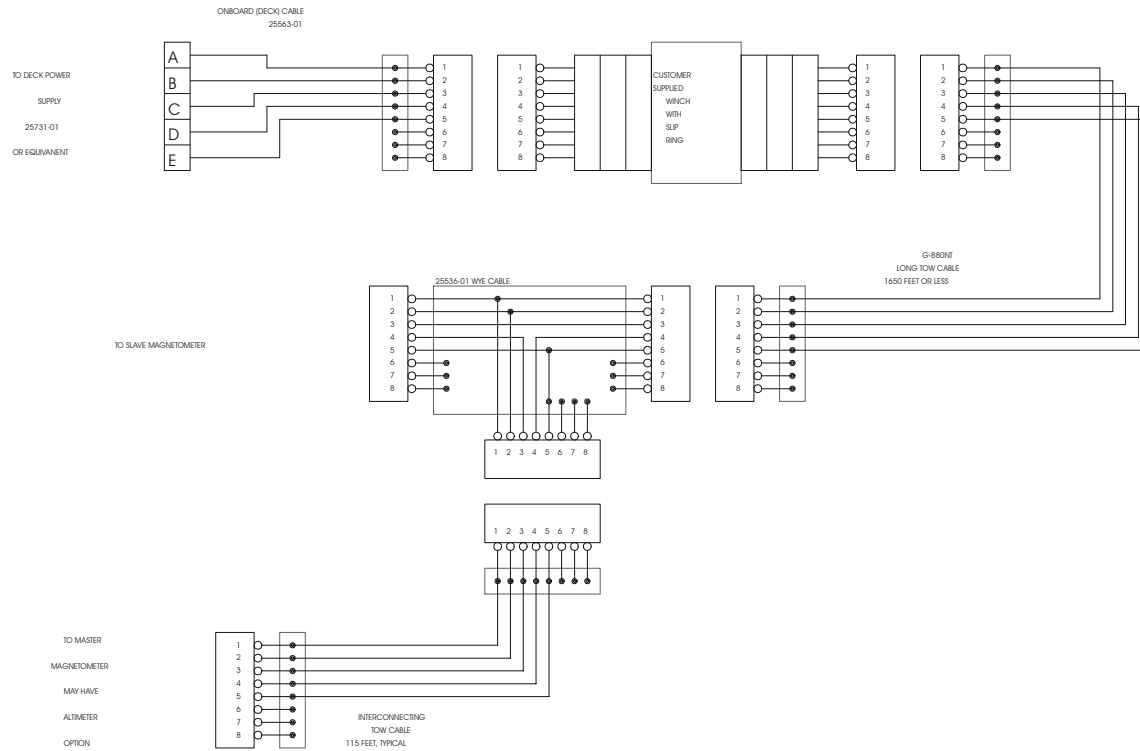 ONBOARD (DECK) CABLE
25563-01
TO DECK POWER
SUPPLY
25731-01
OR EQUIVANENT
A
B
C
D
E
1
2
3
4
5
6
7
8
1
2
3
4
5
6
7
8
CUSTOMER
SUPPLIED
WINCH
WITH
SLIP
RING
1
2
3
4
5
6
7
8
1
2
3
4
5
6
7
8
G-880NT
LONG TOW CABLE
1650 FEET OR LESS
25536-01 WYE CABLE
TO SLAVE MAGNETOMETER
1
2
3
4
5
6
7
8
1
2
3
4
5
6
7
8
1
2
3
4
5
6
7
8
1 2 3 4 5 6 7 8
1 2 3 4 5 6 7 8
TO MASTER
MAGNETOMETER
MAY HAVE
ALTIMETER
OPTION
1
2
3
4
5
6
7
8
INTERCONNECTING
TOW CABLE
115 FEET, TYPICAL